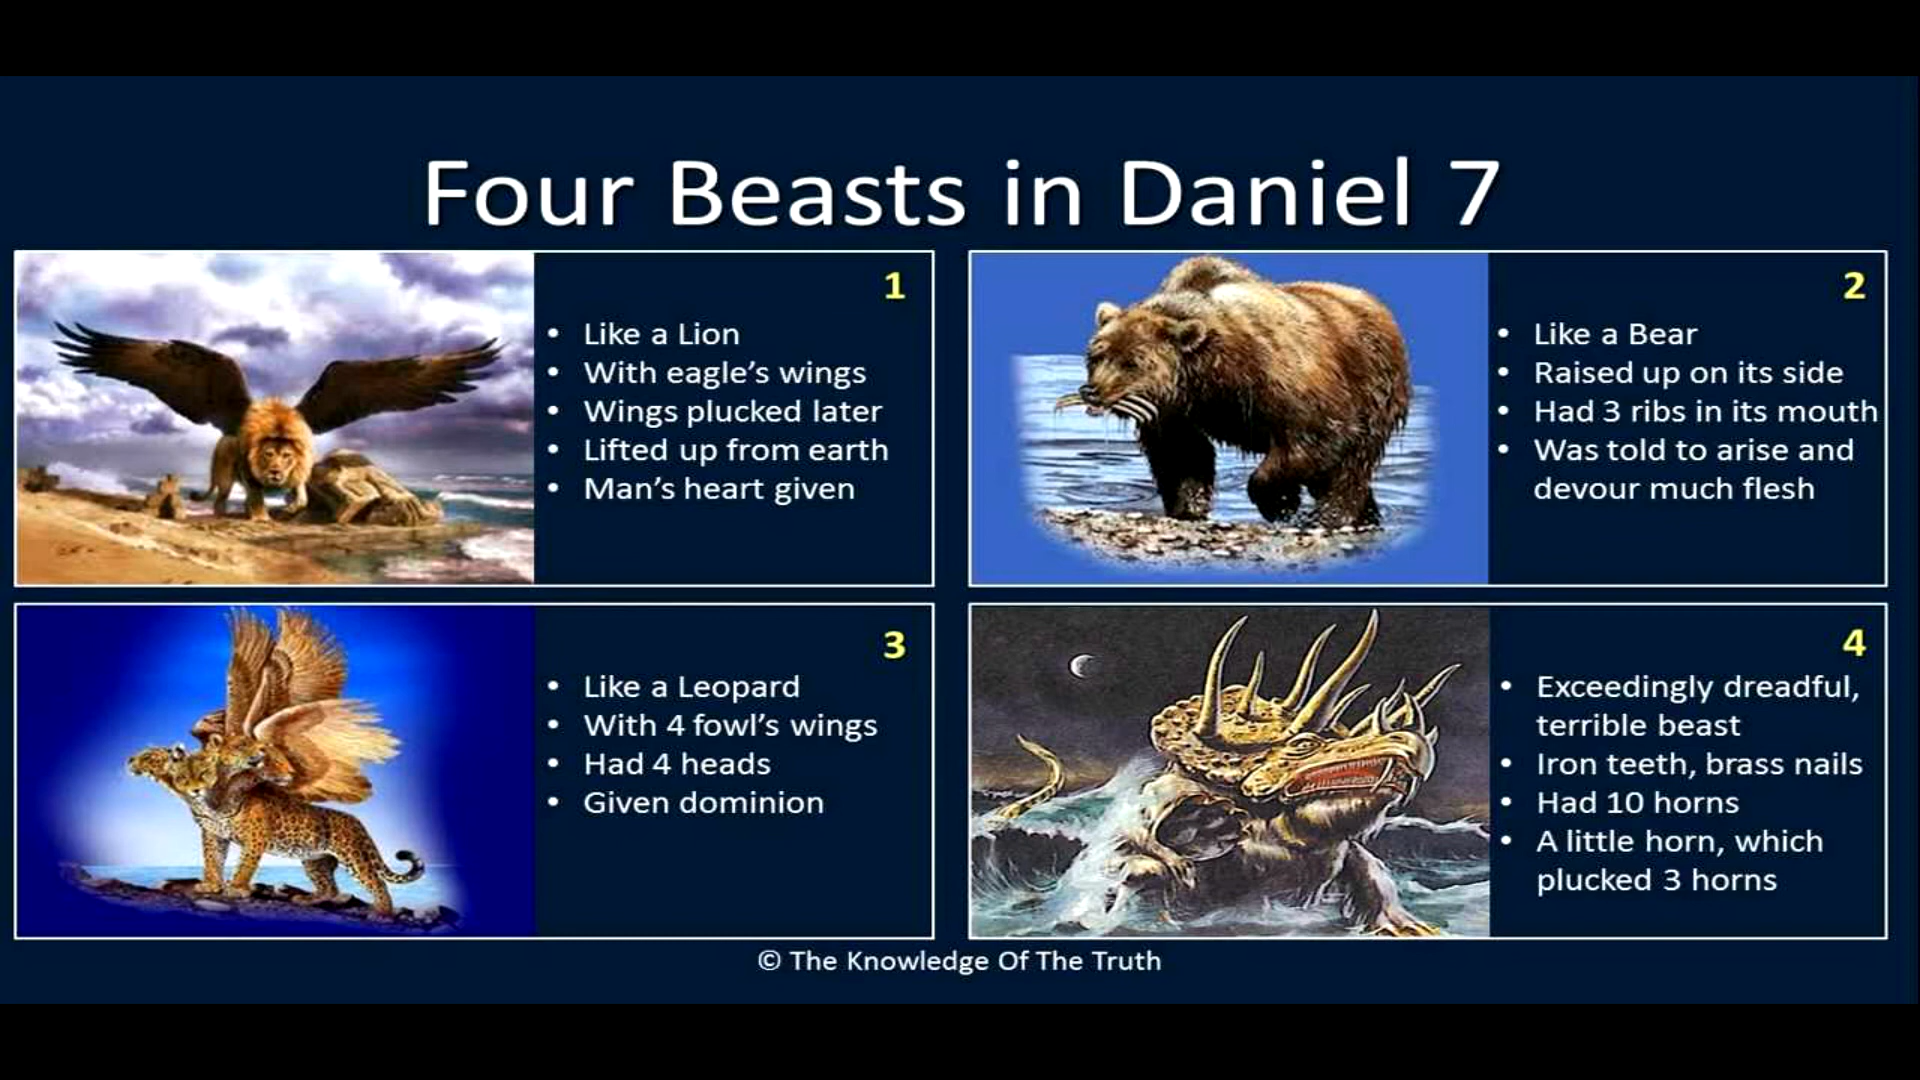 Four Beasts in Daniel 7
1
• Like a Lion
• With eagle’s wings
• Wings plucked later
• Lifted up from earth
• Man’s heart given
2
• Like a Bear
• Raised up on its side
• Had 3 ribs in its mouth
• Was told to arise and
devour much flesh
3
• Like a Leopard
• With 4 fowl’s wings
• Had 4 heads
• Given dominion
4
• Exceedingly dreadful,
terrible beast
• Iron teeth, brass nails
• Had 10 horns
• A little horn, which
plucked 3 horns
© The Knowledge Of The Truth